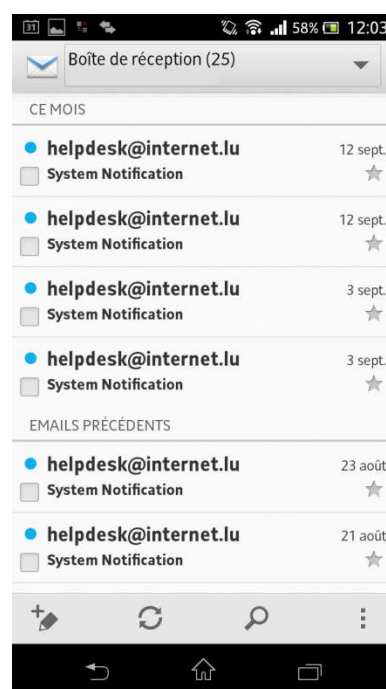 31 58% 12:03
Boîte de réception (25)
CE MOIS
helpdesk@internet.lu 12 sept.
System Notification
helpdesk@internet.lu 12 sept.
System Notification
helpdesk@internet.lu 3 sept.
System Notification
helpdesk@internet.lu 3 sept.
System Notification
EMAILS PRÉCÉDENTS
helpdesk@internet.lu 23 août
System Notification
helpdesk@internet.lu 21 août
System Notification